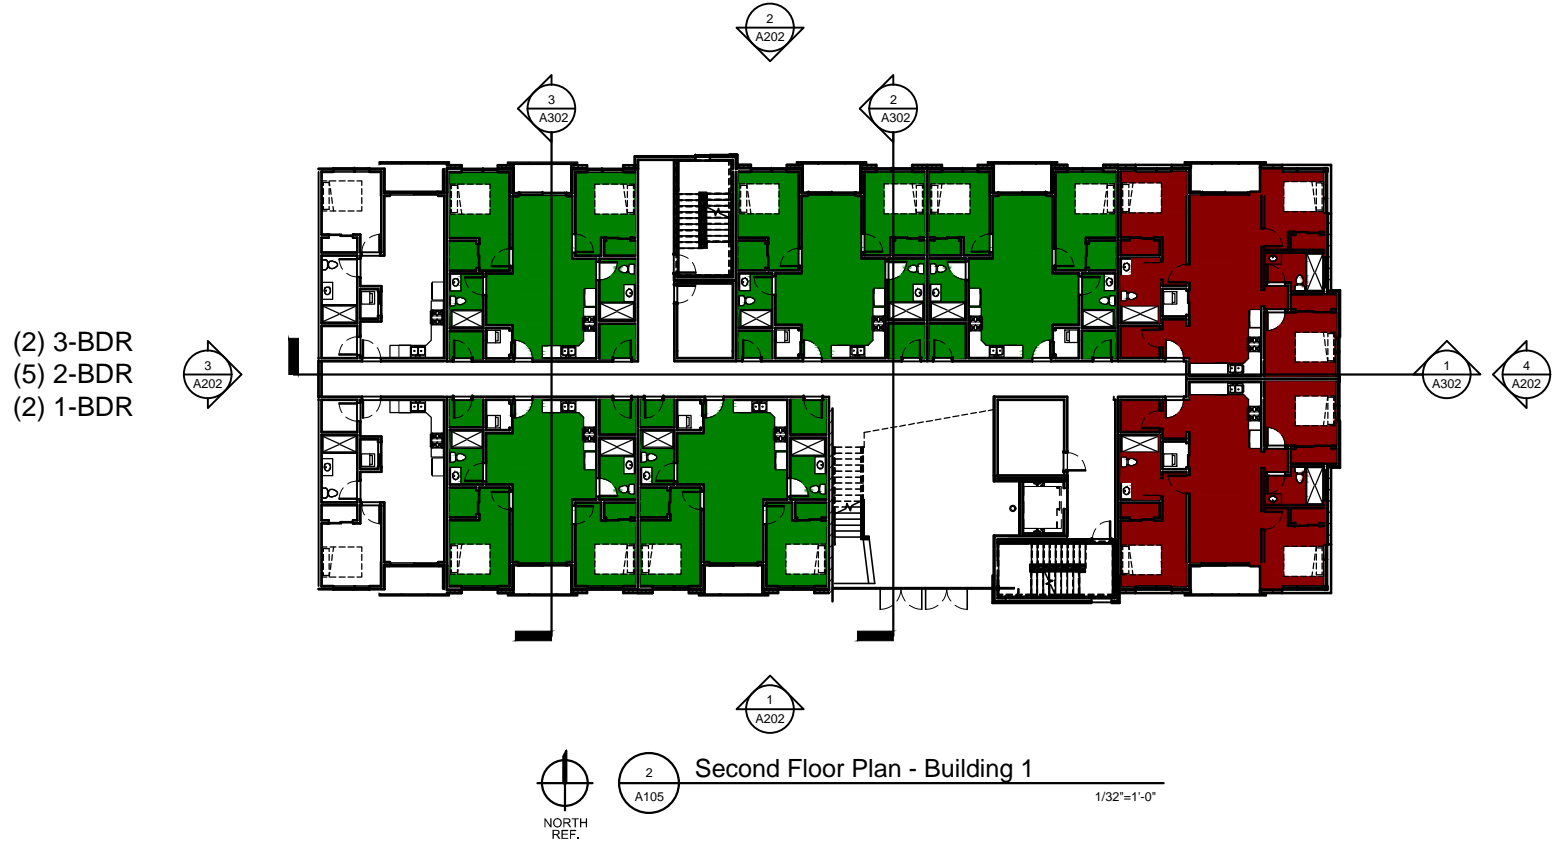 2
A202
3
A302
2
A302
(2) 3-BDR
(5) 2-BDR
(2) 1-BDR
3
A202
1
A302
4
A202
1
A202
2
A105
Second Floor Plan - Building 1
1/32"=1'-0"
NORTH
REF.